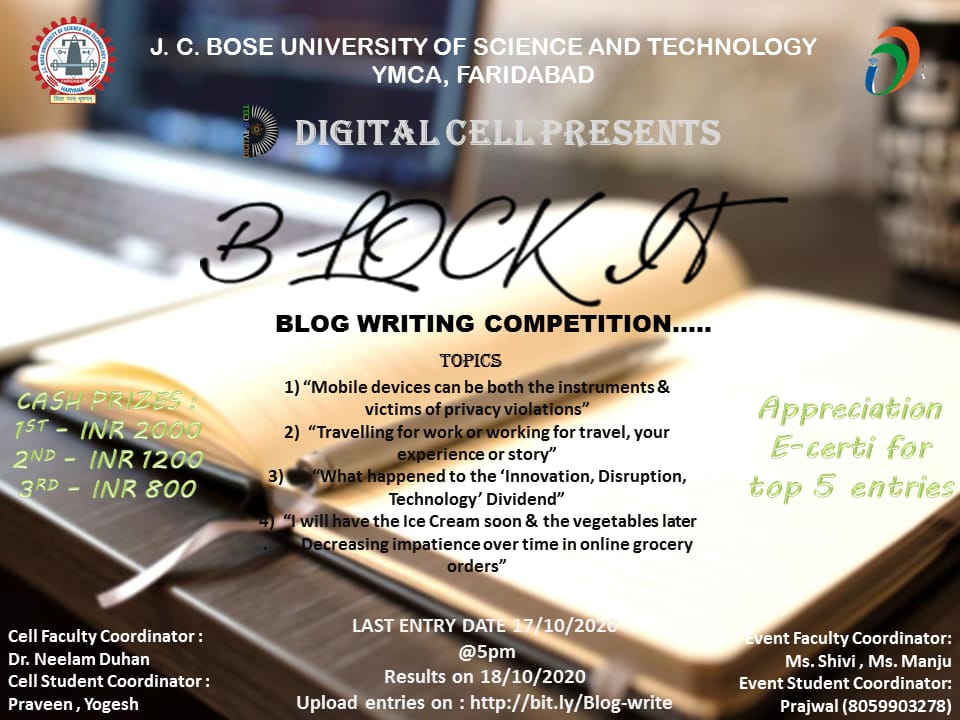 J. C. BOSE UNIVERSITY OF SCIENCE AND TECHNOLOGY
YMCA, FARIDABAD
DIGITAL CELL PRESENTS
BLOCK IT
BLOG WRITING COMPETITION.....
TOPICS
1) “Mobile devices can be both the instruments &
victims of privacy violations”
2) “Travelling for work or working for travel, your
experience or story”
3) “What happened to the ‘Innovation, Disruption,
Technology’ Dividend”
4) “I will have the Ice Cream soon & the vegetables later
. Decreasing impatience over time in online grocery
orders”
CASH PRIZES :
1ST - INR 2000
2ND - INR 1200
3RD - INR 800
Appreciation
E-certi for
top 5 entries
Cell Faculty Coordinator :
Dr. Neelam Duhan
Cell Student Coordinator :
Praveen , Yogesh
LAST ENTRY DATE 17/10/2020
@5pm
Results on 18/10/2020
Upload entries on : http://bit.ly/Blog-write
Event Faculty Coordinator:
Ms. Shivi , Ms. Manju
Event Student Coordinator:
Prajwal (8059903278)